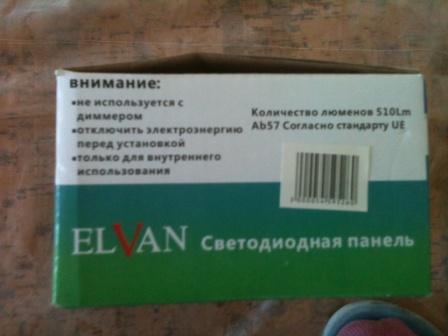 внимание:
•не используется с
диммером
•отключить электроэнергию
перед установкой
•только для внутреннего
использования
Количество люменов 510Lm
Ab57 Согласно стандарту UE
ELVAN Светодиодная панель